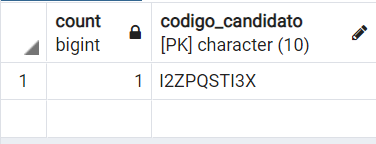 count codigo_candidato
bigint [PK] character (10)
1 1 I2ZPQSTI3X